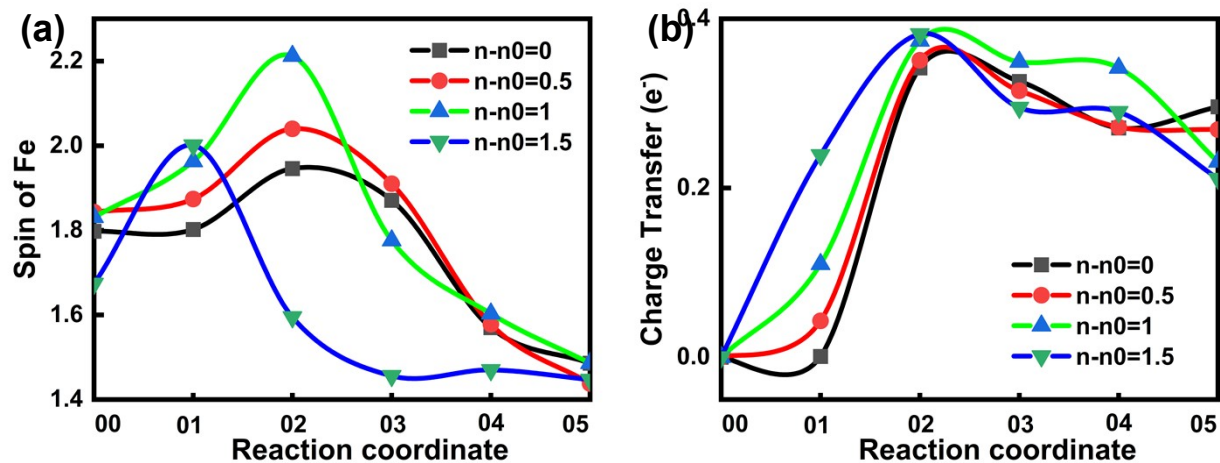 (a)
2.2
2.0
1.8
1.6
1.4
Spin of Fe
n-n0=0
n-n0=0.5
n-n0=1
n-n0=1.5
00 01 02 03 04 05
Reaction coordinate
(b)
0.4
0.2
0.0
Charge Transfer (e⁻)
n-n0=0
n-n0=0.5
n-n0=1
n-n0=1.5
00 01 02 03 04 05
Reaction coordinate